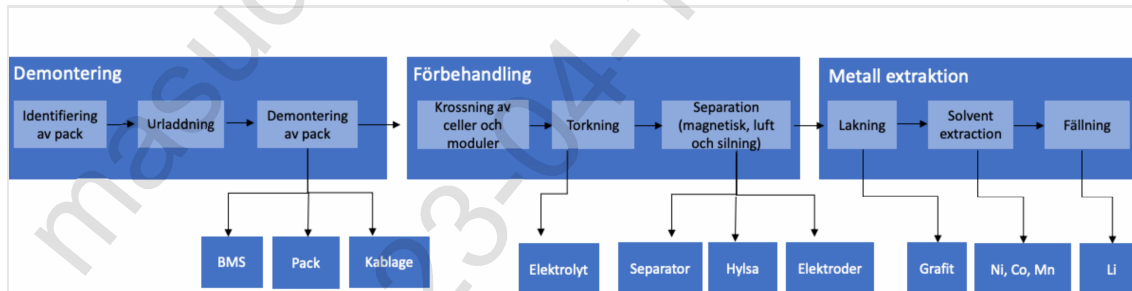 Demontering
Identifiering
av pack
Urladdning
Demontering
av pack
Förbehandling
Krossning av
celler och
moduler
Torkning
Separation
(magnetisk, luft
och silning)
Metall extraktion
Lakning
Solvent
extraction
Fällning
BMS
Pack
Kablage
Elektrolyt
Separator
Hylsa
Elektroder
Grafit
Ni, Co, Mn
Li